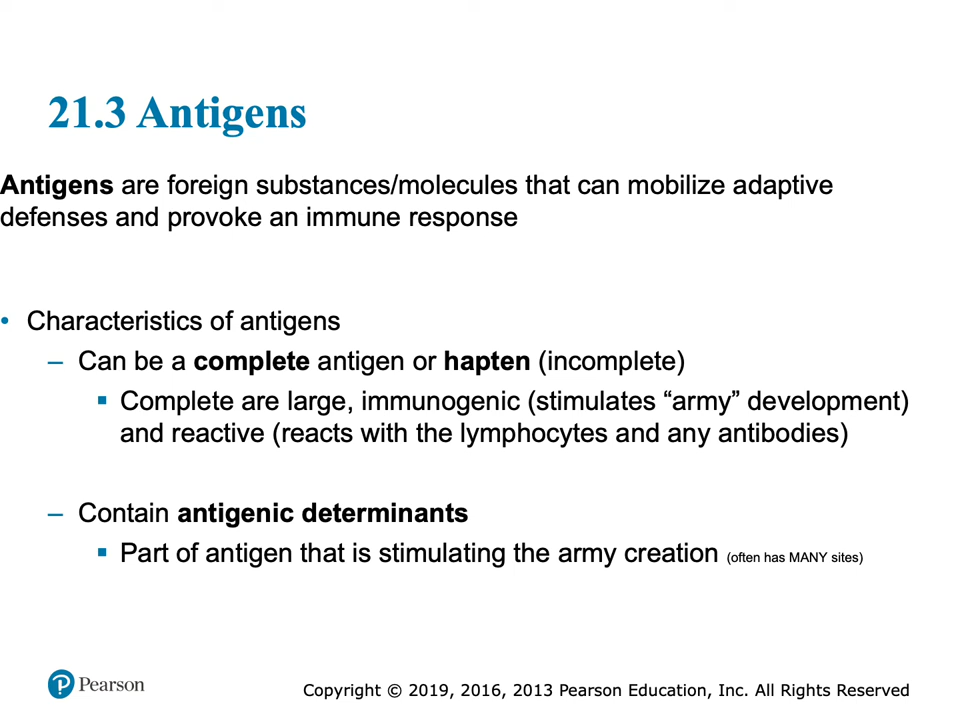 21.3 Antigens
Antigens are foreign substances/molecules that can mobilize adaptive
defenses and provoke an immune response
• Characteristics of antigens
– Can be a complete antigen or hapten (incomplete)
▪ Complete are large, immunogenic (stimulates “army” development)
and reactive (reacts with the lymphocytes and any antibodies)
– Contain antigenic determinants
▪ Part of antigen that is stimulating the army creation (often has MANY sites)
Pearson
Copyright © 2019, 2016, 2013 Pearson Education, Inc. All Rights Reserved